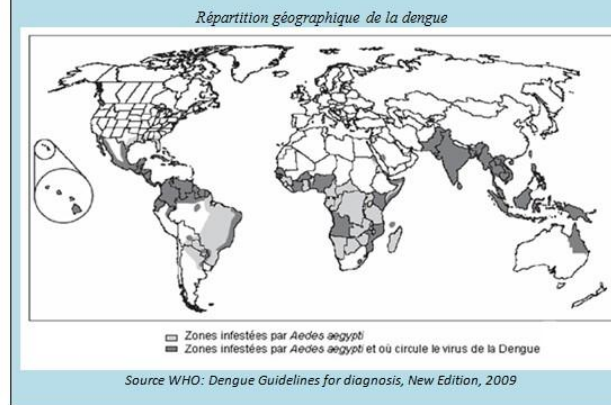 Répartition géographique de la dengue
Zones infestées par Aedes aegypti
Zones infestées par Aedes aegypti et où circule le virus de la Dengue
Source WHO: Dengue Guidelines for diagnosis, New Edition, 2009